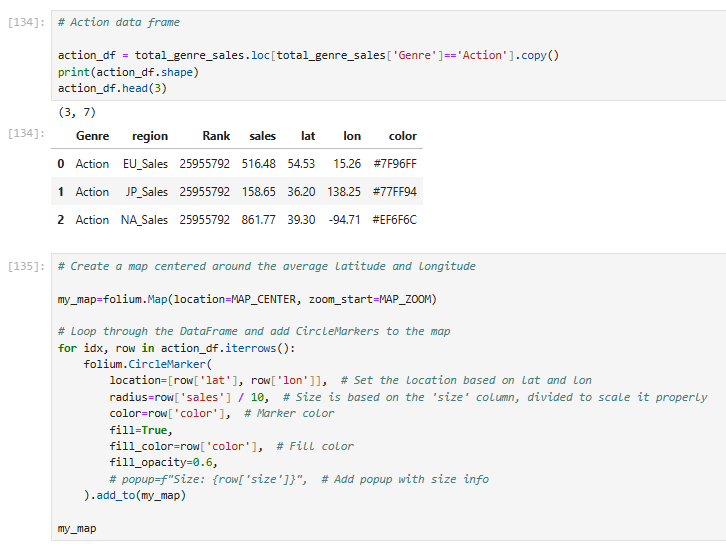 [134]: # Action data frame
action_df = total_genre_sales.loc[total_genre_sales['Genre']=='Action'].copy()
print(action_df.shape)
action_df.head(3)
(3, 7)
[134]: Genre region Rank sales lat lon color
0 Action EU_Sales 25955792 516.48 54.53 15.26 #7F96FF
1 Action JP_Sales 25955792 158.65 36.20 138.25 #77FF94
2 Action NA_Sales 25955792 861.77 39.30 -94.71 #EF6F6C
[135]: # Create a map centered around the average latitude and longitude
my_map=folium.Map(location=MAP_CENTER, zoom_start=MAP_ZOOM)
# Loop through the DataFrame and add CircleMarkers to the map
for idx, row in action_df.iterrows():
    folium.CircleMarker(
        location=[row['lat'], row['lon']],  # Set the location based on lat and lon
        radius=row['sales'] / 10,  # Size is based on the 'size' column, divided to scale it properly
        color=row['color'],  # Marker color
        fill=True,
        fill_color=row['color'],  # Fill color
        fill_opacity=0.6,
        # popup=f"Size: {row['size']}",  # Add popup with size info
    ).add_to(my_map)
my_map